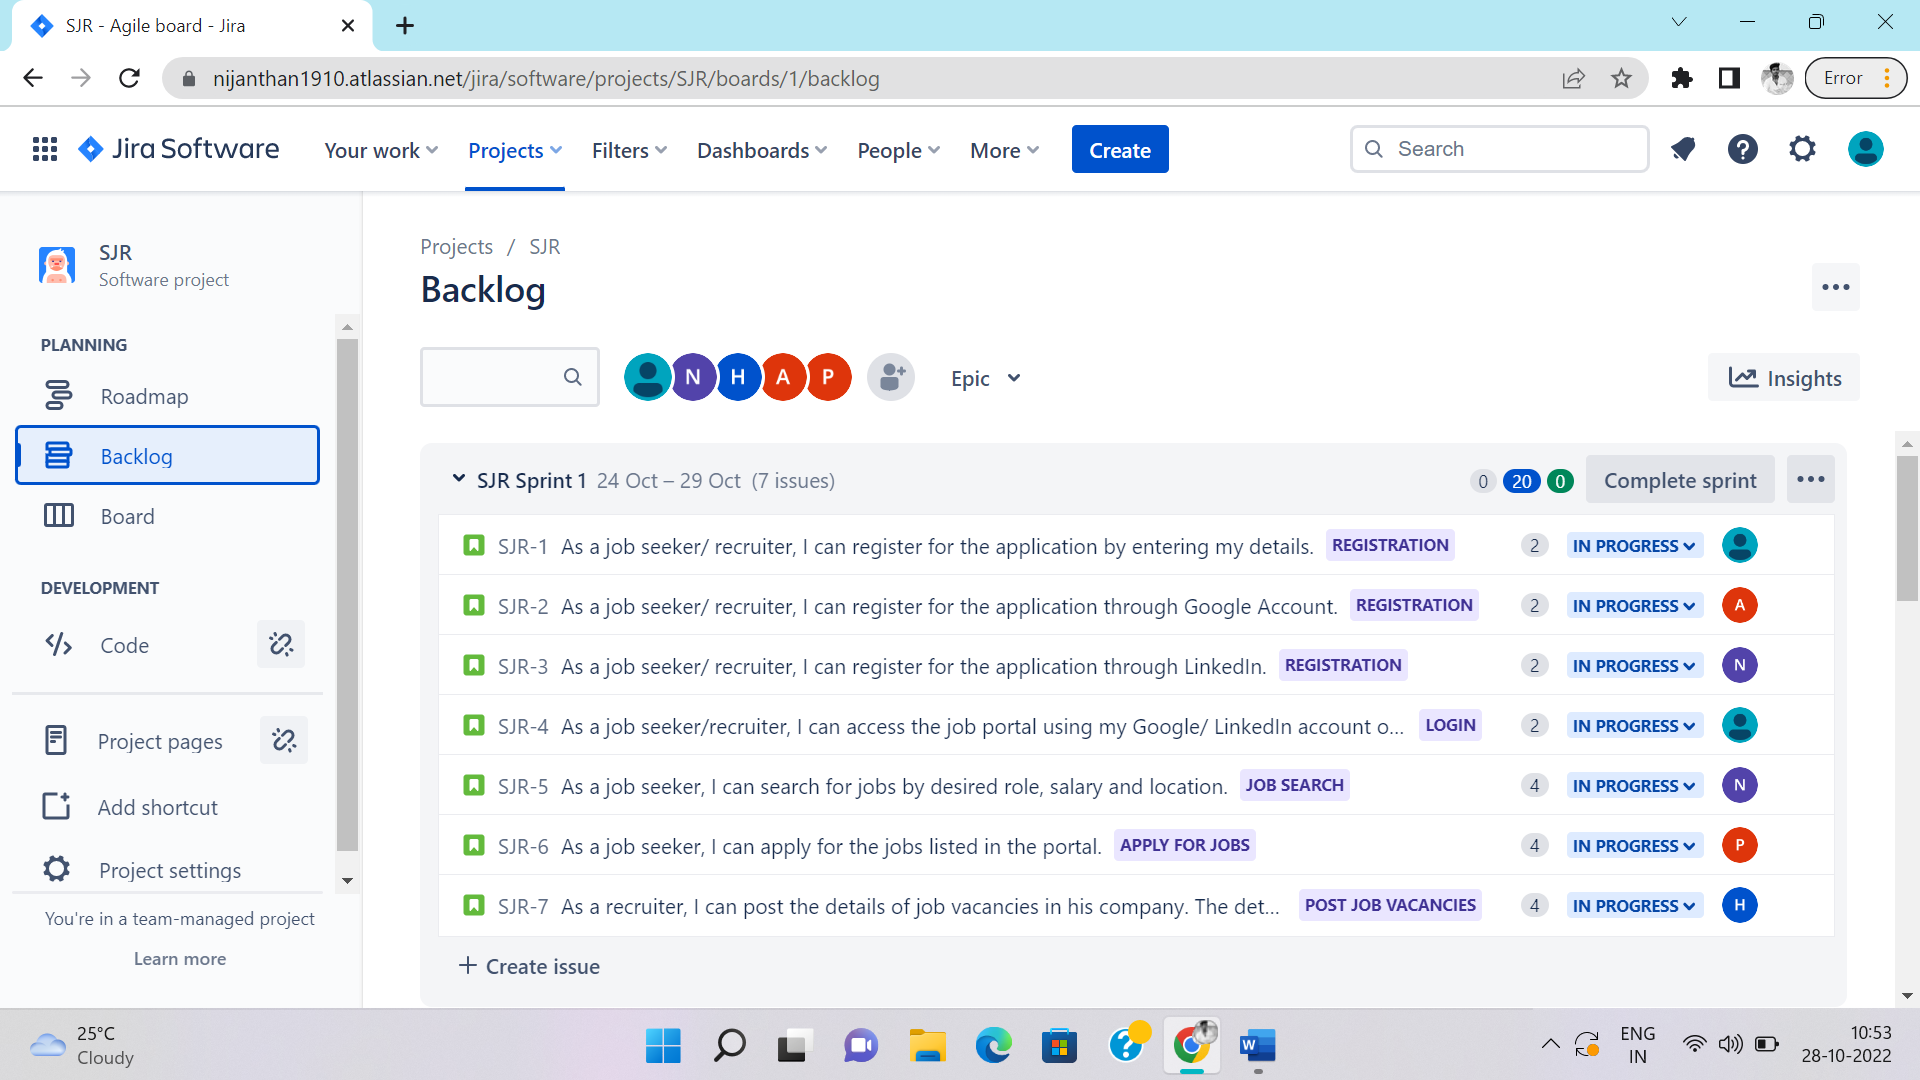 SJR - Agile board - Jira
nijanthan1910.atlassian.net/jira/software/projects/SJR/boards/1/backlog
Error
Jira Software
Your work
Projects
Filters
Dashboards
People
More
Create
Search
SJR
Software project
PLANNING
Roadmap
Backlog
Board
DEVELOPMENT
Code
Project pages
Add shortcut
Project settings
You're in a team-managed project
Learn more
Projects / SJR
Backlog
N H A P
Epic
Insights
SJR Sprint 1 24 Oct – 29 Oct (7 issues) 0 20 0 Complete sprint
SJR-1 As a job seeker/ recruiter, I can register for the application by entering my details. REGISTRATION 2 IN PROGRESS
SJR-2 As a job seeker/ recruiter, I can register for the application through Google Account. REGISTRATION 2 IN PROGRESS A
SJR-3 As a job seeker/ recruiter, I can register for the application through LinkedIn. REGISTRATION 2 IN PROGRESS N
SJR-4 As a job seeker/recruiter, I can access the job portal using my Google/ LinkedIn account o... LOGIN 2 IN PROGRESS
SJR-5 As a job seeker, I can search for jobs by desired role, salary and location. JOB SEARCH 4 IN PROGRESS N
SJR-6 As a job seeker, I can apply for the jobs listed in the portal. APPLY FOR JOBS 4 IN PROGRESS P
SJR-7 As a recruiter, I can post the details of job vacancies in his company. The det... POST JOB VACANCIES 4 IN PROGRESS H
+ Create issue
25°C
Cloudy
W
ENG
IN
10:53
28-10-2022